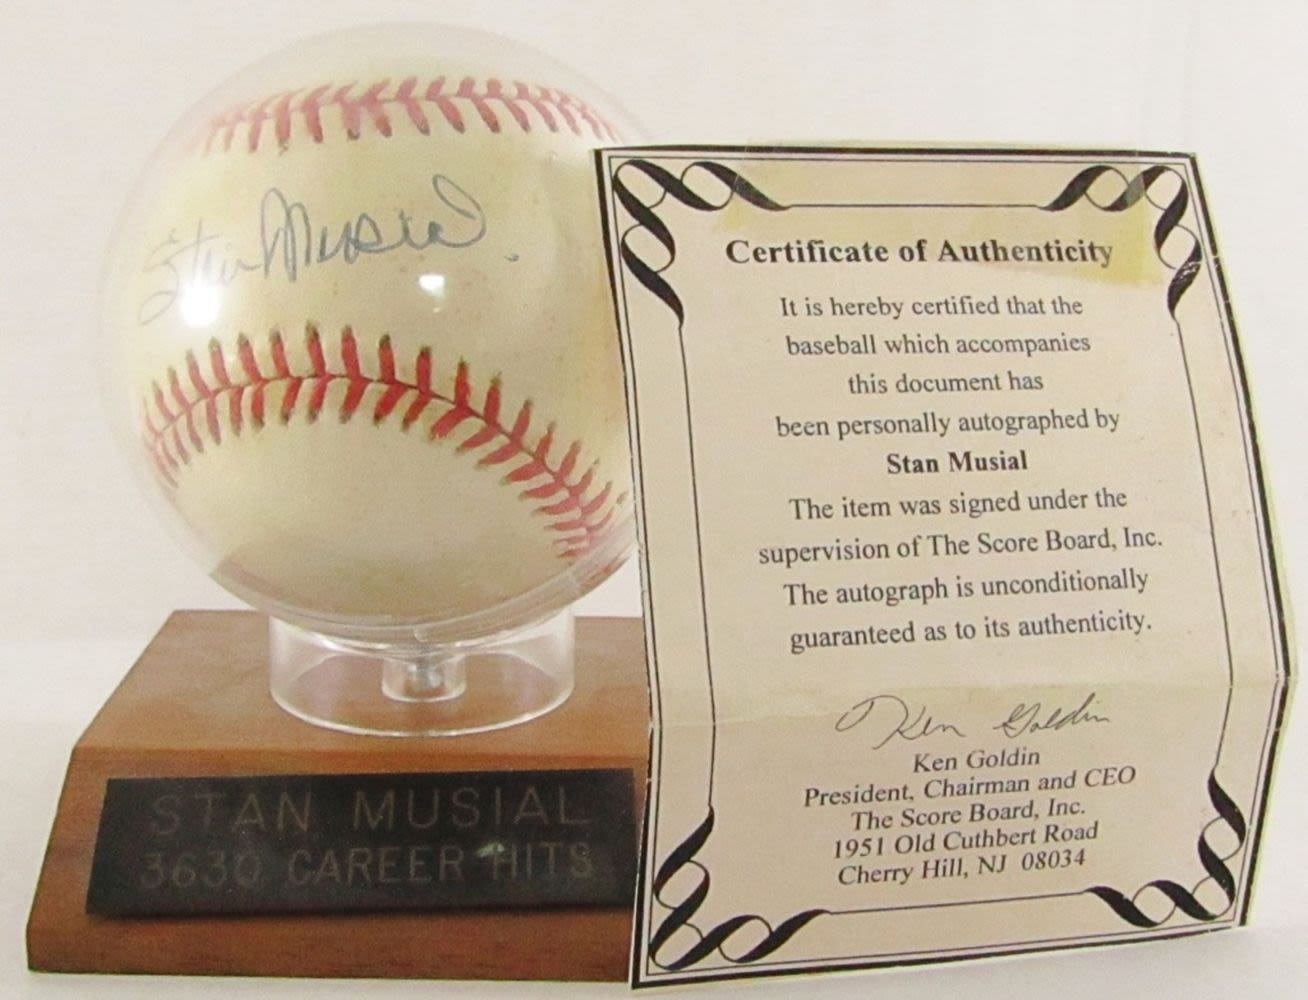 Stan Musial
STAN MUSIAL
3630 CAREER HITS
Certificate of Authenticity
It is hereby certified that the
baseball which accompanies
this document has
been personally autographed by
Stan Musial
The item was signed under the
supervision of The Score Board, Inc.
The autograph is unconditionally
guaranteed as to its authenticity.
Ken Goldin
Ken Goldin
President, Chairman and CEO
The Score Board, Inc.
1951 Old Cuthbert Road
Cherry Hill, NJ 08034